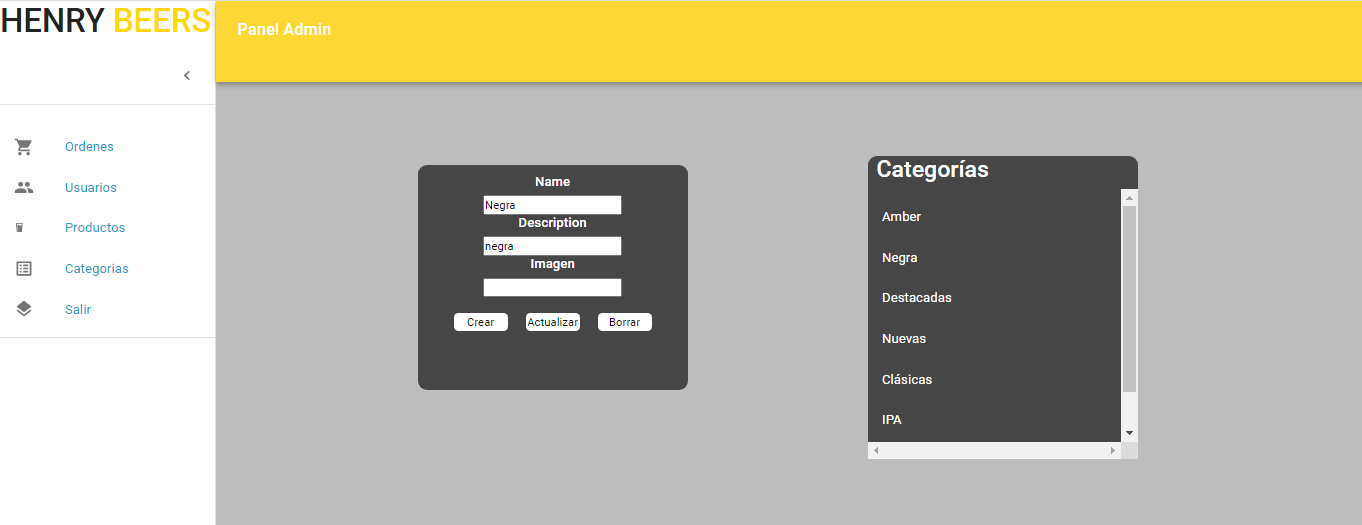 HENRY BEERS
Panel Admin
Ordenes
Usuarios
Productos
Categorias
Salir
Name
Negra
Description
negra
Imagen
Crear Actualizar Borrar
Categorías
Amber
Negra
Destacadas
Nuevas
Clásicas
IPA